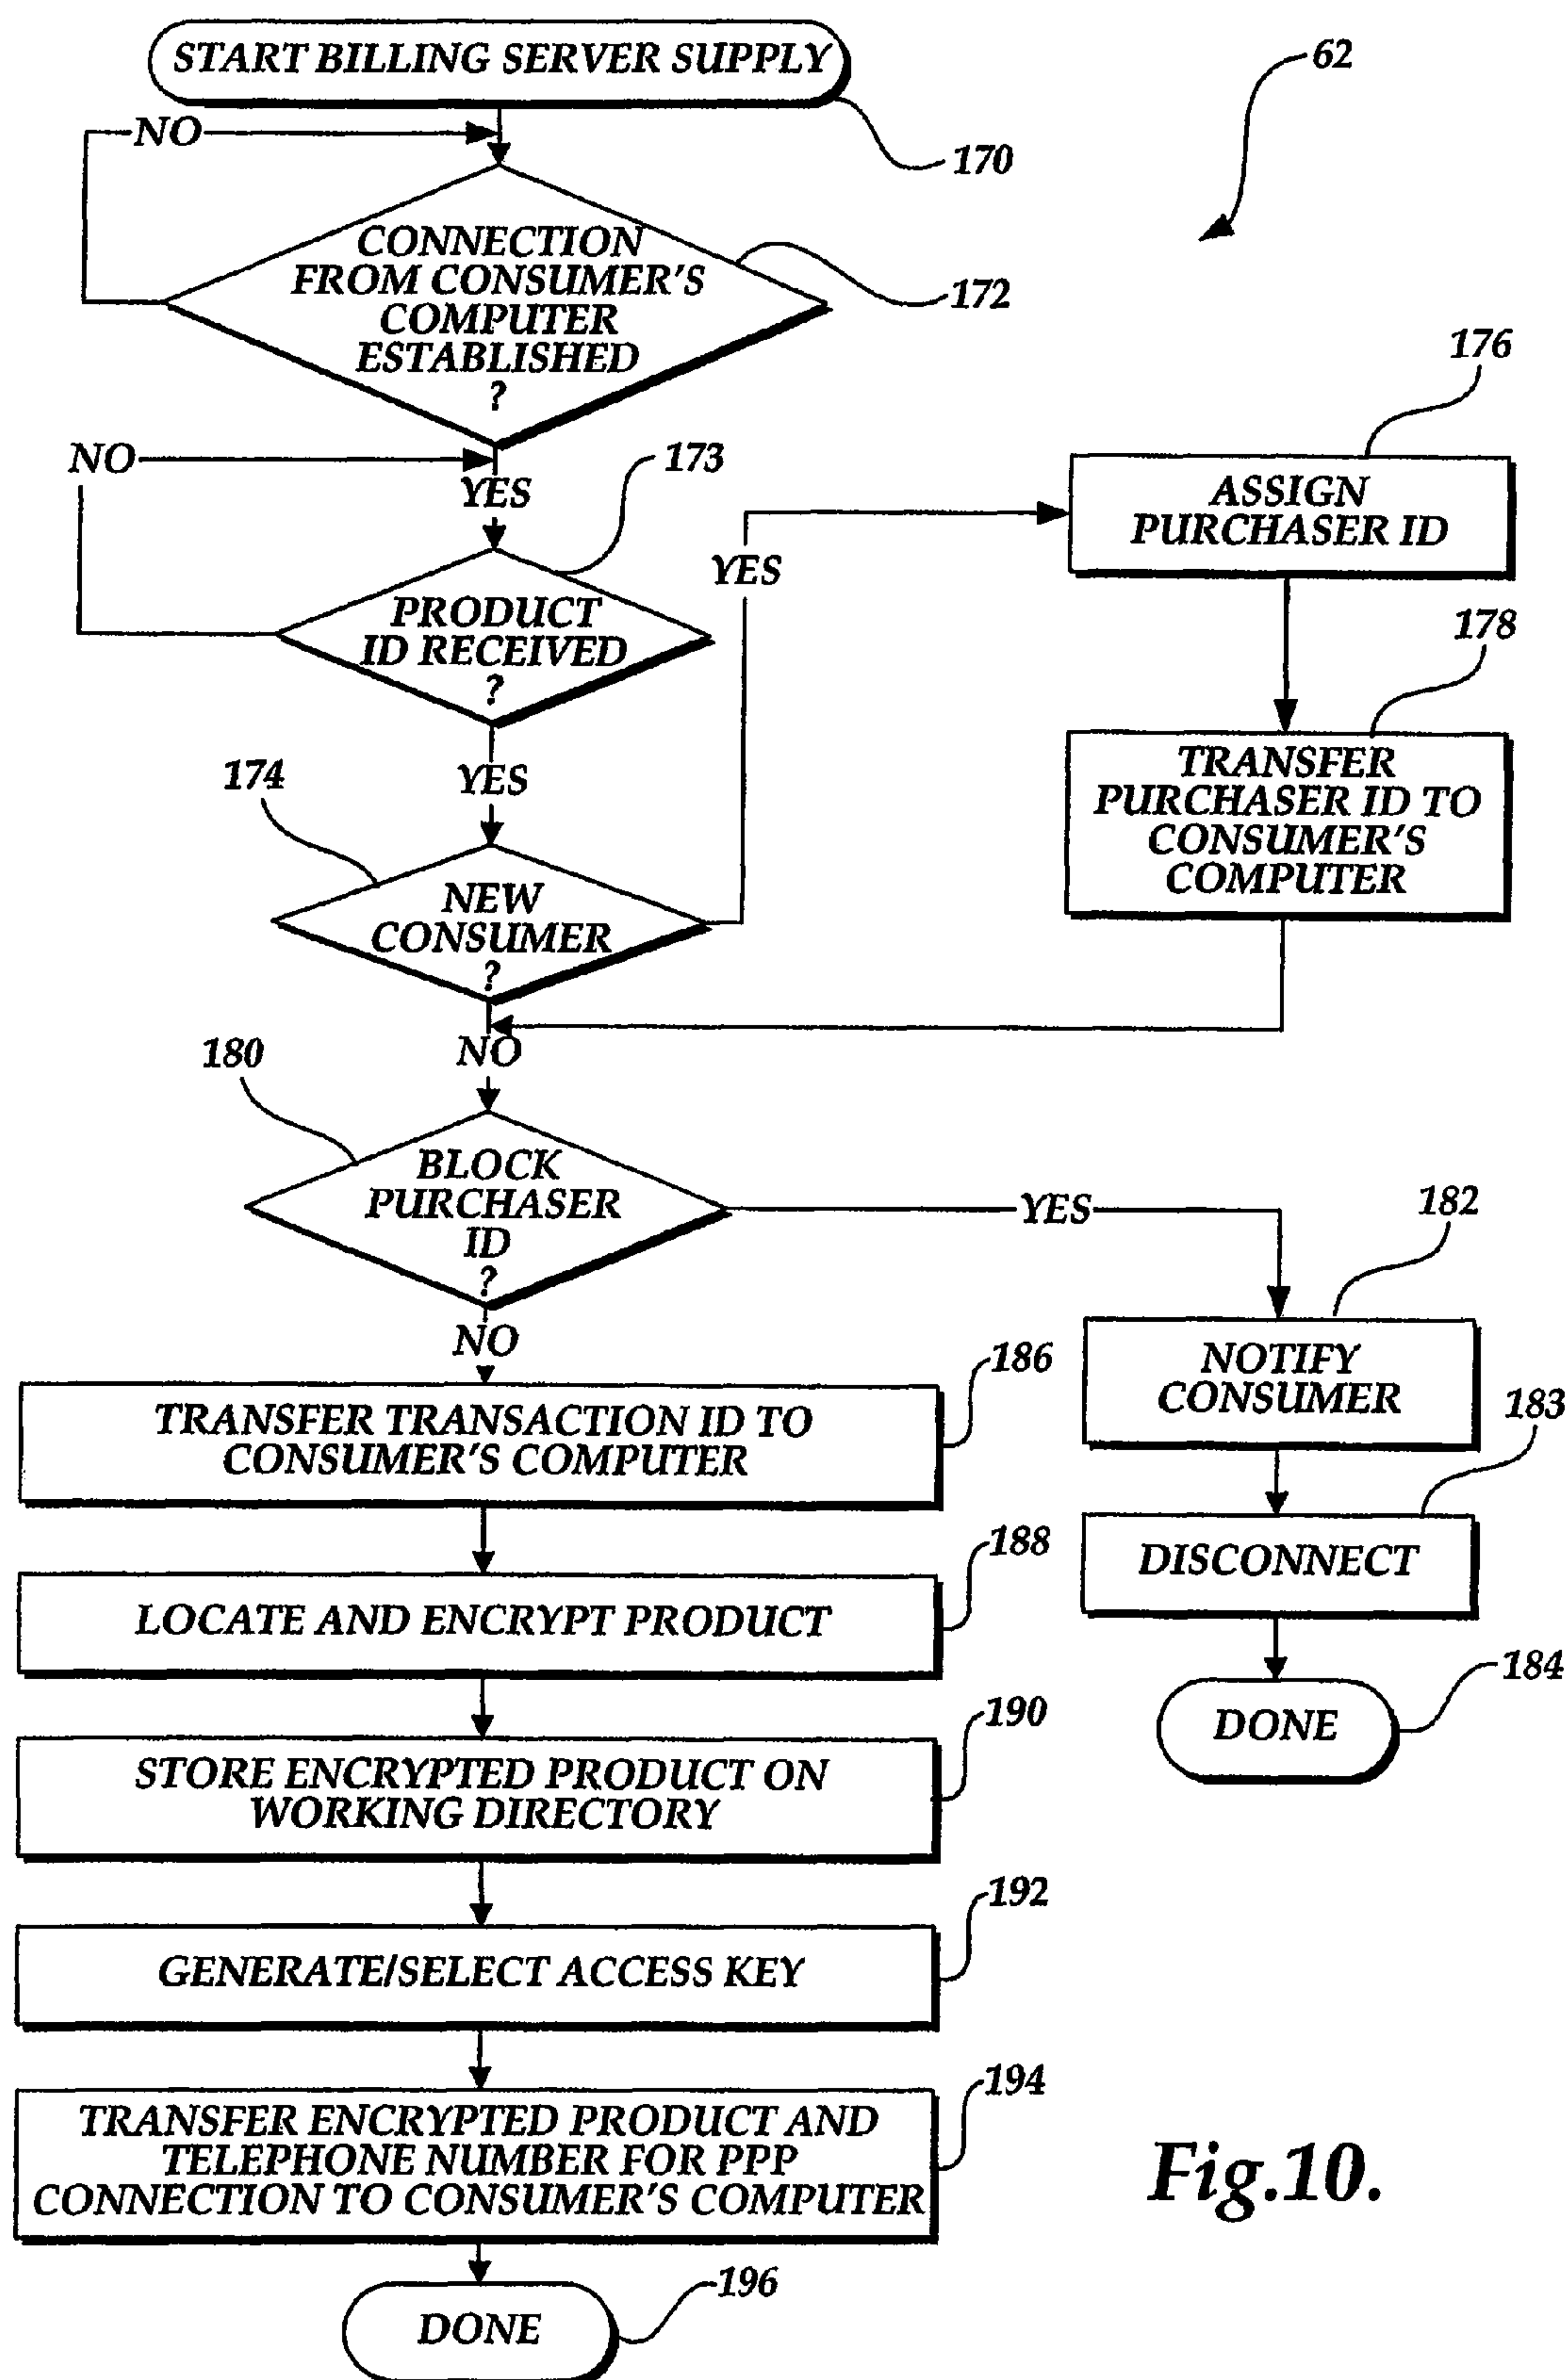 START BILLING SERVER SUPPLY
62
NO
170
CONNECTION
FROM CONSUMER'S
COMPUTER
ESTABLISHED
?
172
176
NO
173
YES
ASSIGN
PURCHASER ID
YES
PRODUCT
ID RECEIVED
?
178
174
YES
TRANSFER
PURCHASER ID TO
CONSUMER'S
COMPUTER
NEW
CONSUMER
?
180
NO
BLOCK
PURCHASER
ID
?
YES
182
NO
NOTIFY
CONSUMER
186
TRANSFER TRANSACTION ID TO
CONSUMER'S COMPUTER
183
188
DISCONNECT
LOCATE AND ENCRYPT PRODUCT
184
190
DONE
STORE ENCRYPTED PRODUCT ON
WORKING DIRECTORY
192
GENERATE/SELECT ACCESS KEY
194
TRANSFER ENCRYPTED PRODUCT AND
TELEPHONE NUMBER FOR PPP
CONNECTION TO CONSUMER'S COMPUTER
Fig.10.
196
DONE